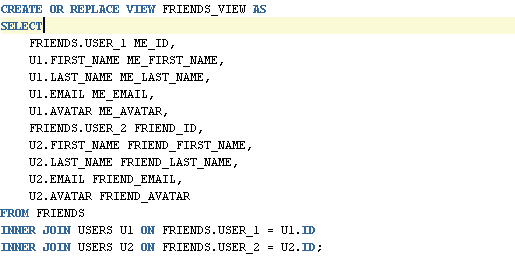 CREATE OR REPLACE VIEW FRIENDS_VIEW AS
SELECT
FRIENDS.USER_1 ME_ID,
U1.FIRST_NAME ME_FIRST_NAME,
U1.LAST_NAME ME_LAST_NAME,
U1.EMAIL ME_EMAIL,
U1.AVATAR ME_AVATAR,
FRIENDS.USER_2 FRIEND_ID,
U2.FIRST_NAME FRIEND_FIRST_NAME,
U2.LAST_NAME FRIEND_LAST_NAME,
U2.EMAIL FRIEND_EMAIL,
U2.AVATAR FRIEND_AVATAR
FROM FRIENDS
INNER JOIN USERS U1 ON FRIENDS.USER_1 = U1.ID
INNER JOIN USERS U2 ON FRIENDS.USER_2 = U2.ID;